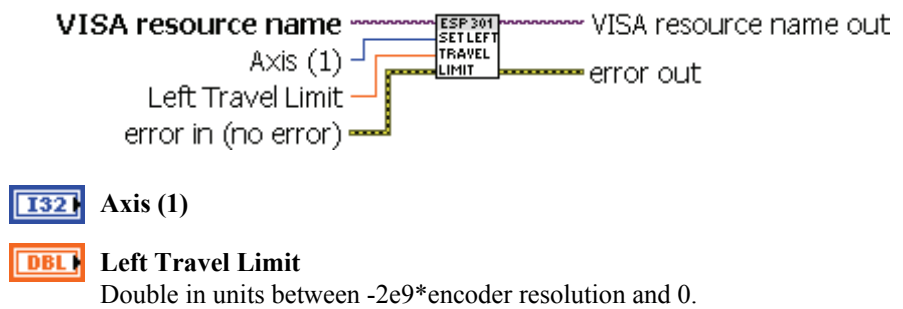 VISA resource name
ESP 301
SET LEFT
TRAVEL
LIMIT
VISA resource name out
Axis (1)
error out
Left Travel Limit
error in (no error)
I32 Axis (1)
DBL Left Travel Limit
Double in units between -2e9*encoder resolution and 0.